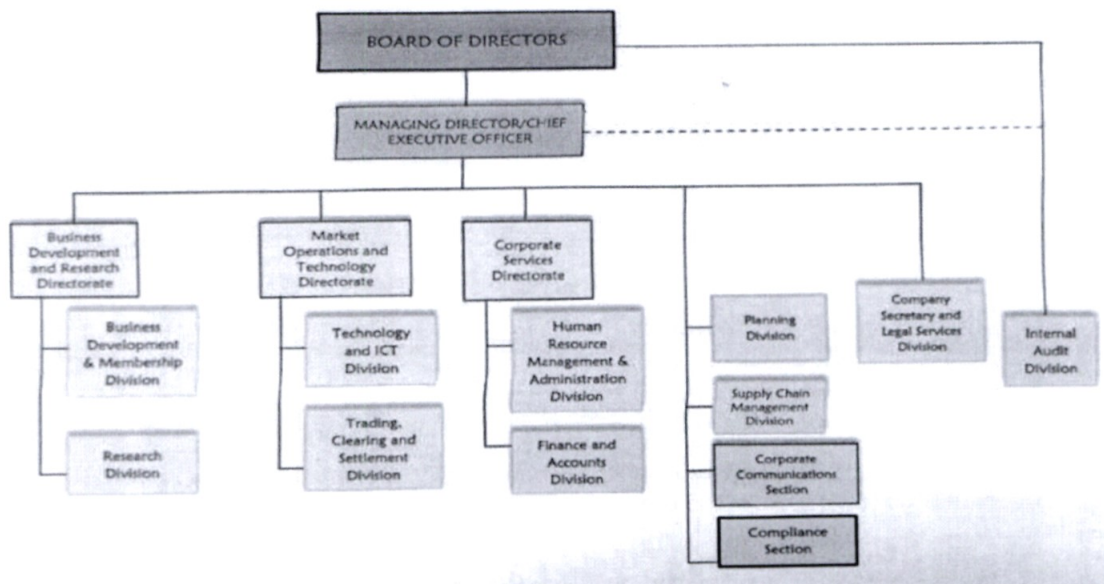 BOARD OF DIRECTORS
MANAGING DIRECTOR/CHIEF
EXECUTIVE OFFICER
Business
Development
and Research
Directorate
Market
Operations and
Technology
Directorate
Corporate
Services
Directorate
Business
Development
& Membership
Division
Research
Division
Technology
and ICT
Division
Trading,
Clearing and
Settlement
Division
Human
Resource
Management &
Administration
Division
Finance and
Accounts
Division
Planning
Division
Supply Chain
Management
Division
Corporate
Communications
Section
Compliance
Section
Company
Secretary and
Legal Services
Division
Internal
Audit
Division